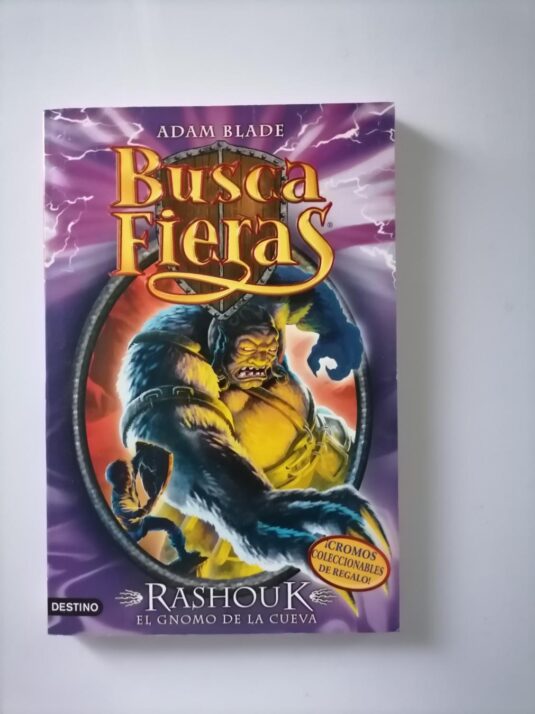 ADAM BLADE
BUSCA
FIERAS®
¡CROMOS
COLECCIONABLES
DE REGALO!
DESTINO
RASHOUK
EL GNOMO DE LA CUEVA